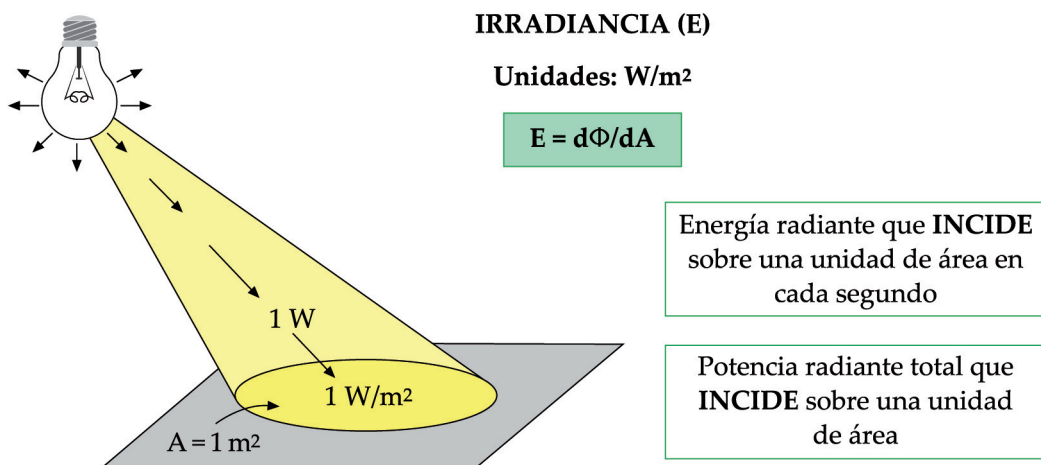 IRRADIANCIA (E)
Unidades: W/m²
E = dΦ/dA
Energía radiante que INCIDE
sobre una unidad de área en
cada segundo
1 W
1 W/m²
A = 1 m²
Potencia radiante total que
INCIDE sobre una unidad
de área